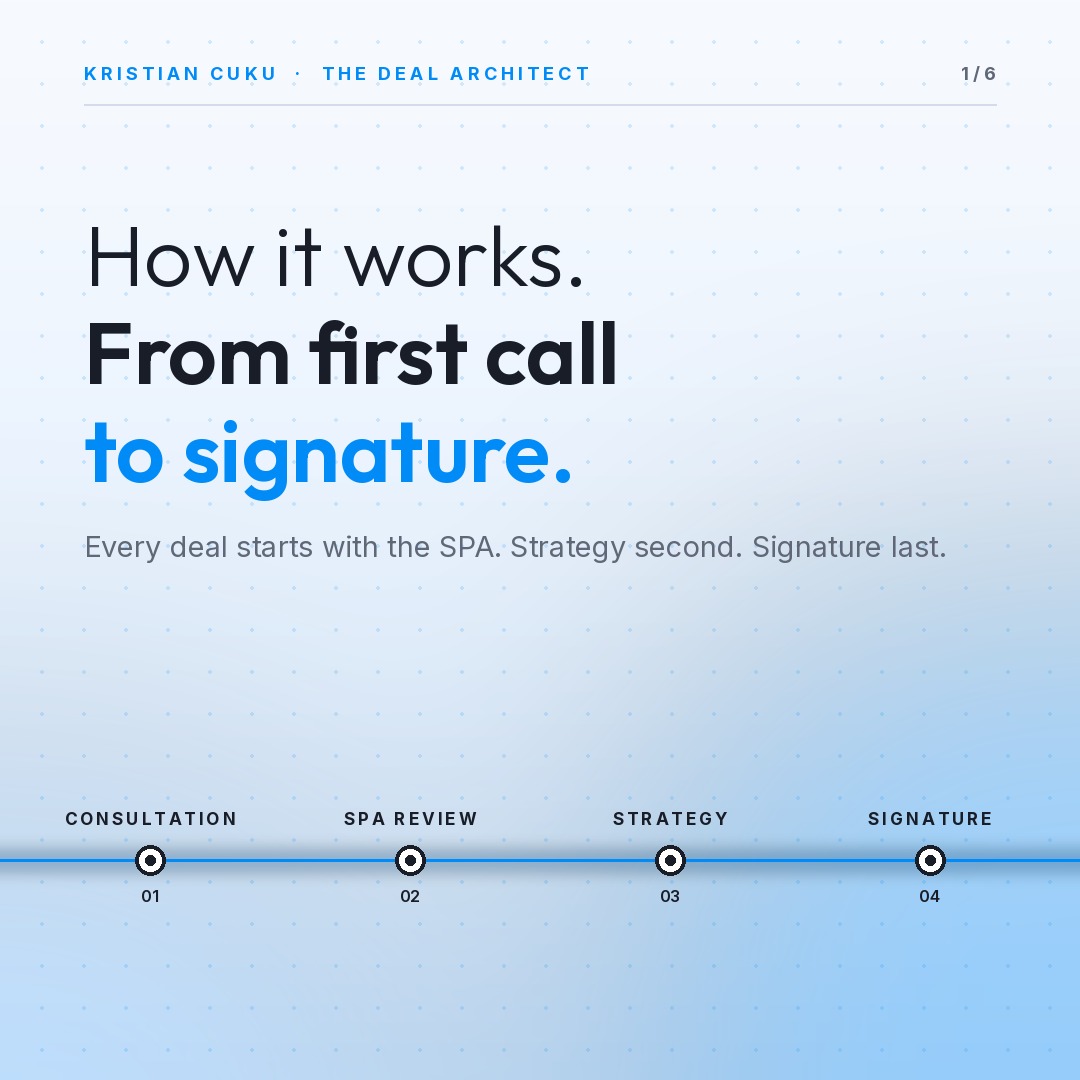 KRISTIAN CUKU · THE DEAL ARCHITECT
1/6
How it works.
From first call
to signature.
Every deal starts with the SPA. Strategy second. Signature last.
CONSULTATION
SPA REVIEW
STRATEGY
SIGNATURE
01
02
03
04